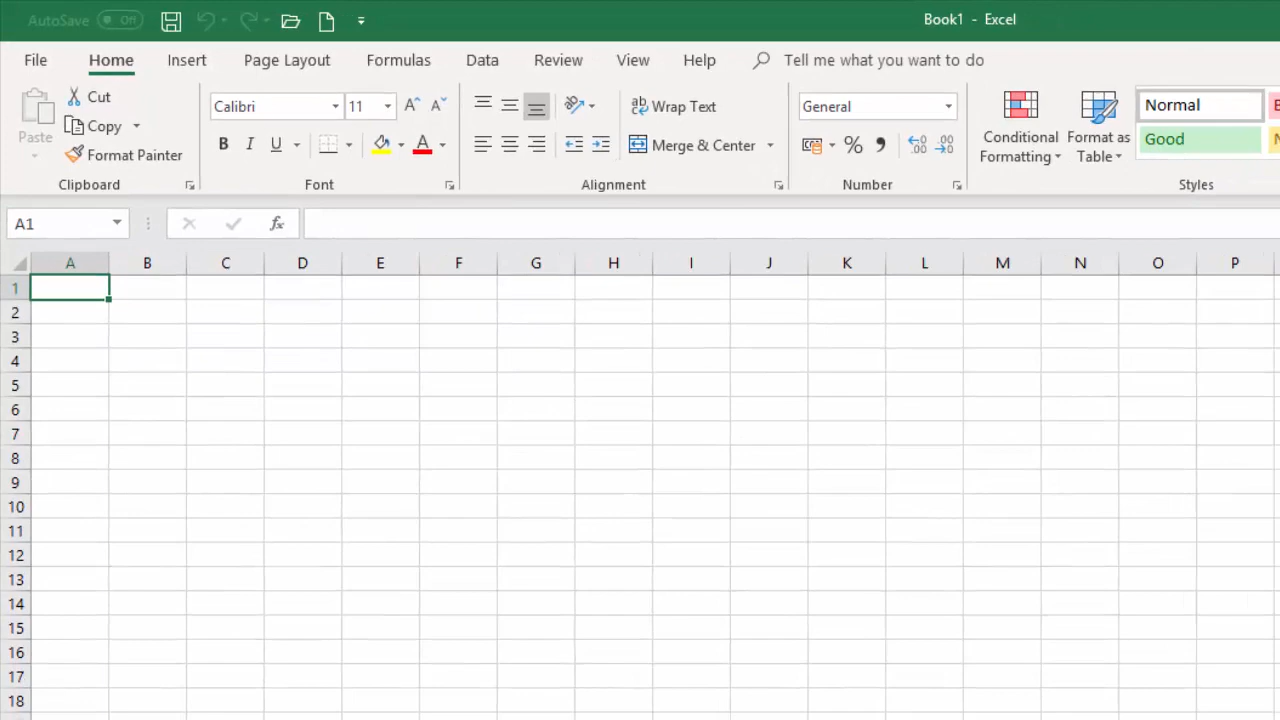 AutoSave Off
Book1 - Excel
File Home Insert Page Layout Formulas Data Review View Help Tell me what you want to do
Paste
Cut
Copy
Format Painter
Clipboard
Calibri 11
B I U
Font
Wrap Text
Merge & Center
Alignment
General
%
Number
Conditional Formatting
Format as Table
Normal
Good
Styles
A1
fx
A B C D E F G H I J K L M N O P
1
2
3
4
5
6
7
8
9
10
11
12
13
14
15
16
17
18